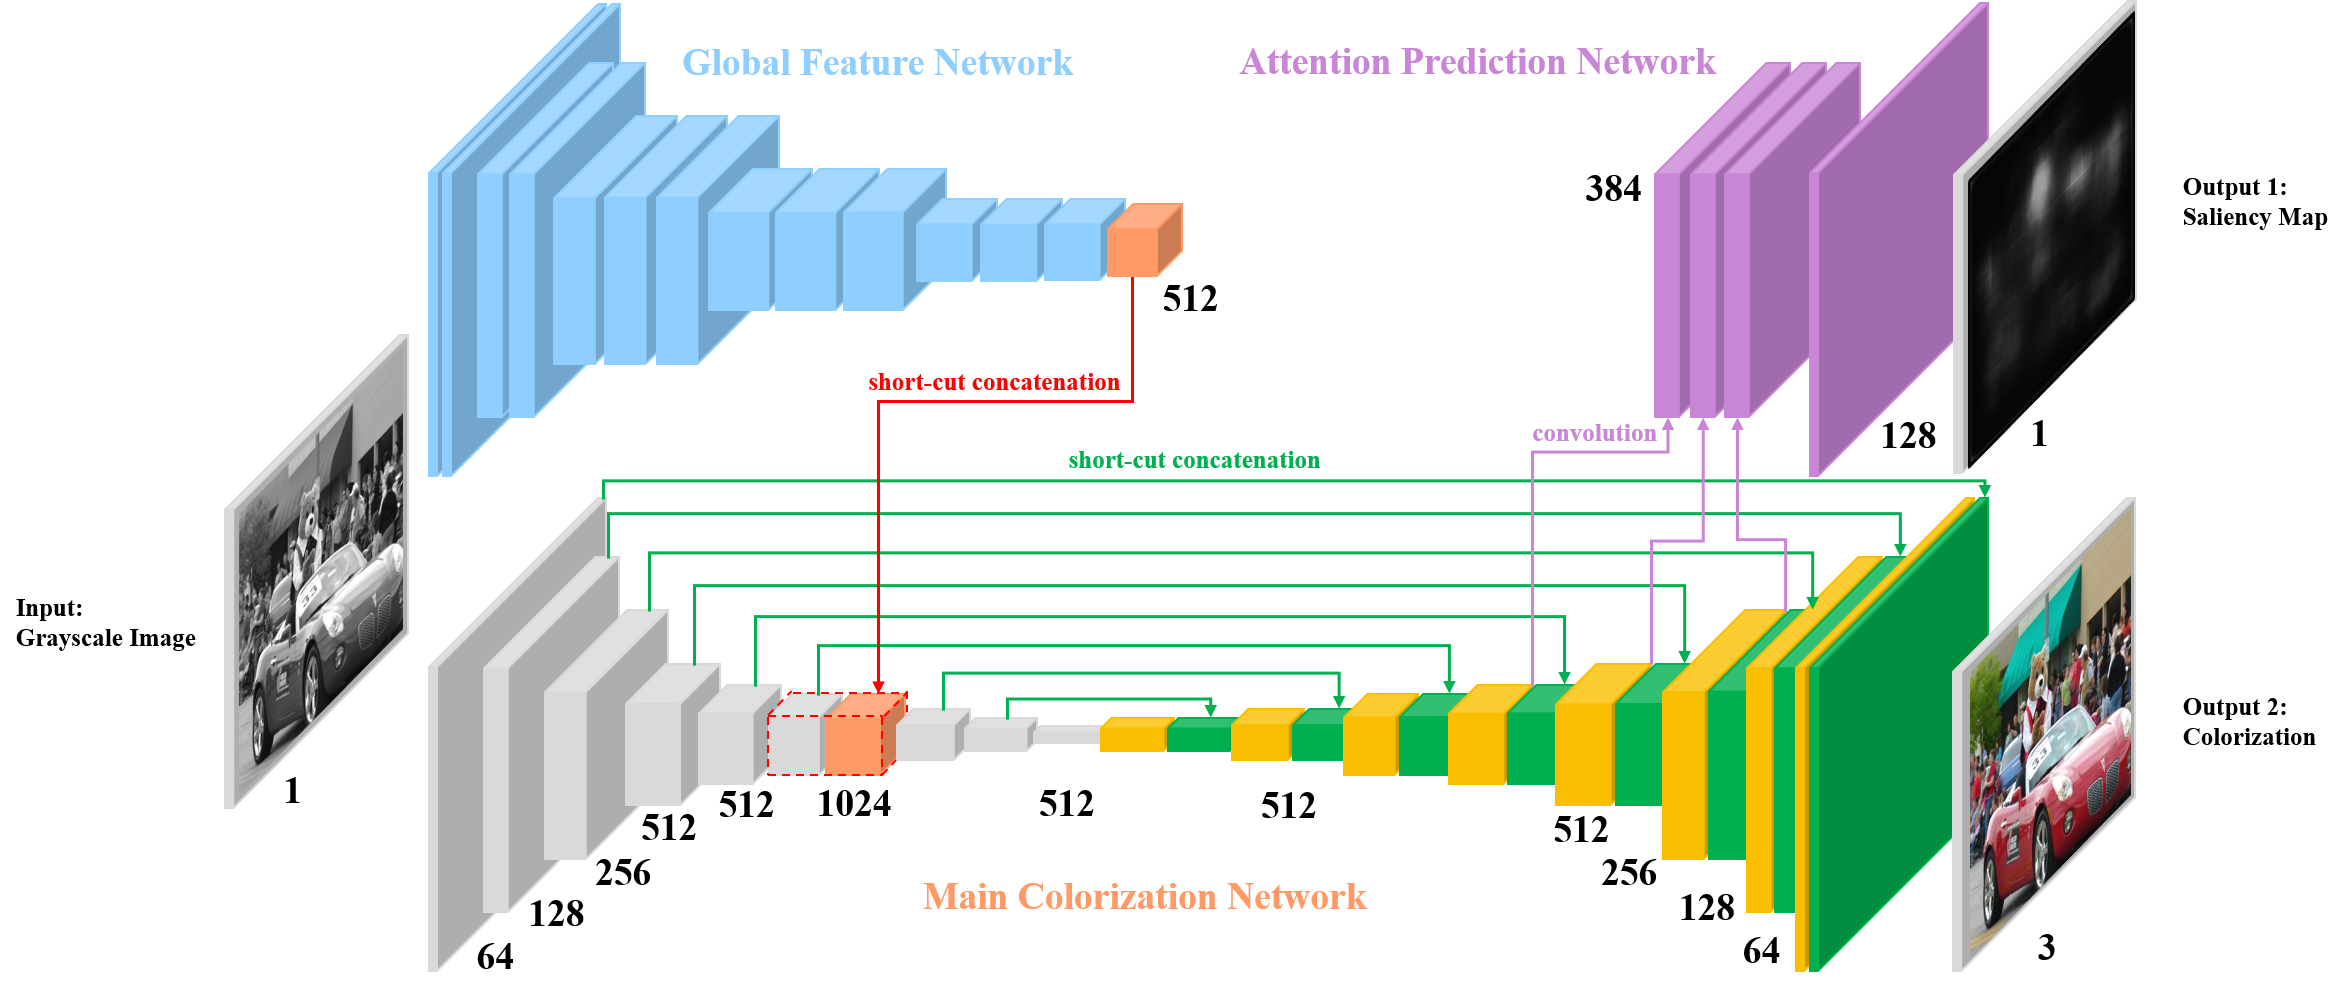 Global Feature Network
Attention Prediction Network
384
Output 1:
Saliency Map
512
short-cut concatenation
convolution
128
1
short-cut concatenation
Input:
Grayscale Image
33
33
Output 2:
Colorization
1
512
1024
512
512
512
512
256
256
Main Colorization Network
128
128
64
64
3